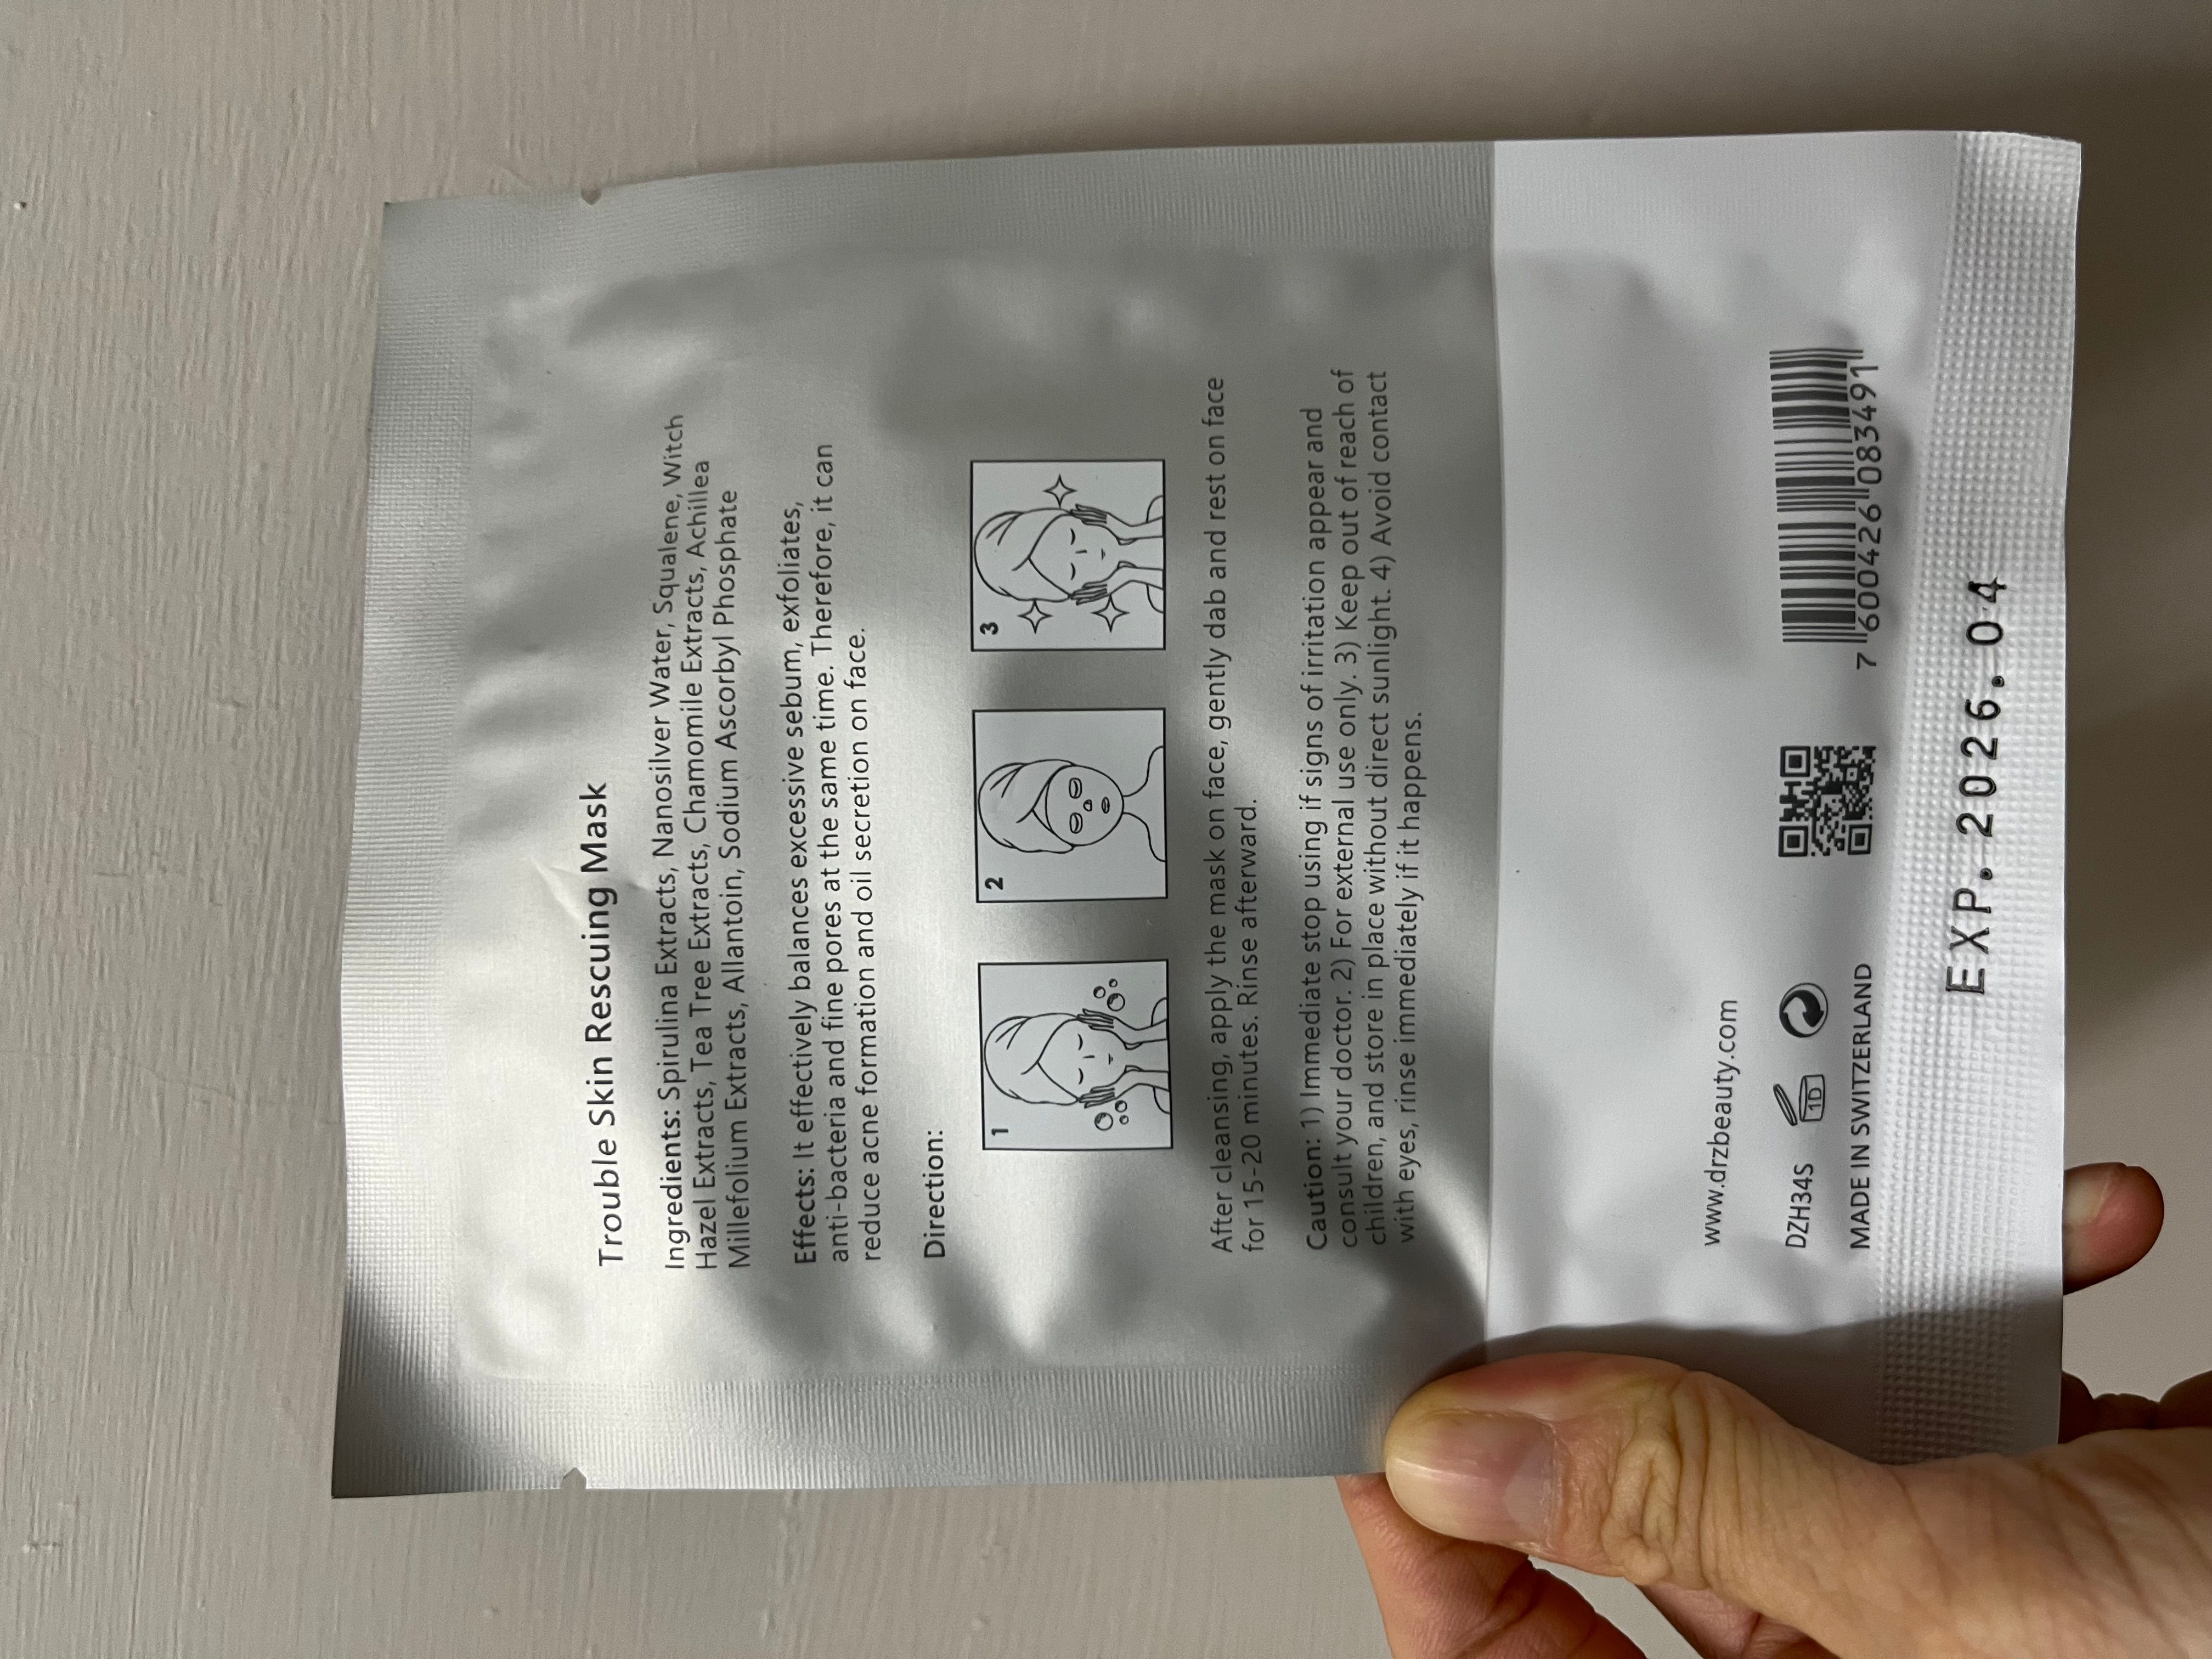 Trouble Skin Rescuing Mask
Ingredients: Spirulina Extracts, Nanosilver Water, Squalene, Witch
Hazel Extracts, Tea Tree Extracts, Chamomile Extracts, Achillea
Millefolium Extracts, Allantoin, Sodium Ascorbyl Phosphate
Effects: It effectively balances excessive sebum, exfoliates,
anti-bacteria and fine pores at the same time. Therefore, it can
reduce acne formation and oil secretion on face.
Direction:
1
2
3
After cleansing, apply the mask on face, gently dab and rest on face
for 15-20 minutes. Rinse afterward.
Caution: 1) Immediate stop using if signs of irritation appear and
consult your doctor. 2) For external use only. 3) Keep out of reach of
children, and store in place without direct sunlight. 4) Avoid contact
with eyes, rinse immediately if it happens.
www.drzbeauty.com
DZH34S
1D
MADE IN SWITZERLAND
7 600426 083491
EXP. 2026. 04